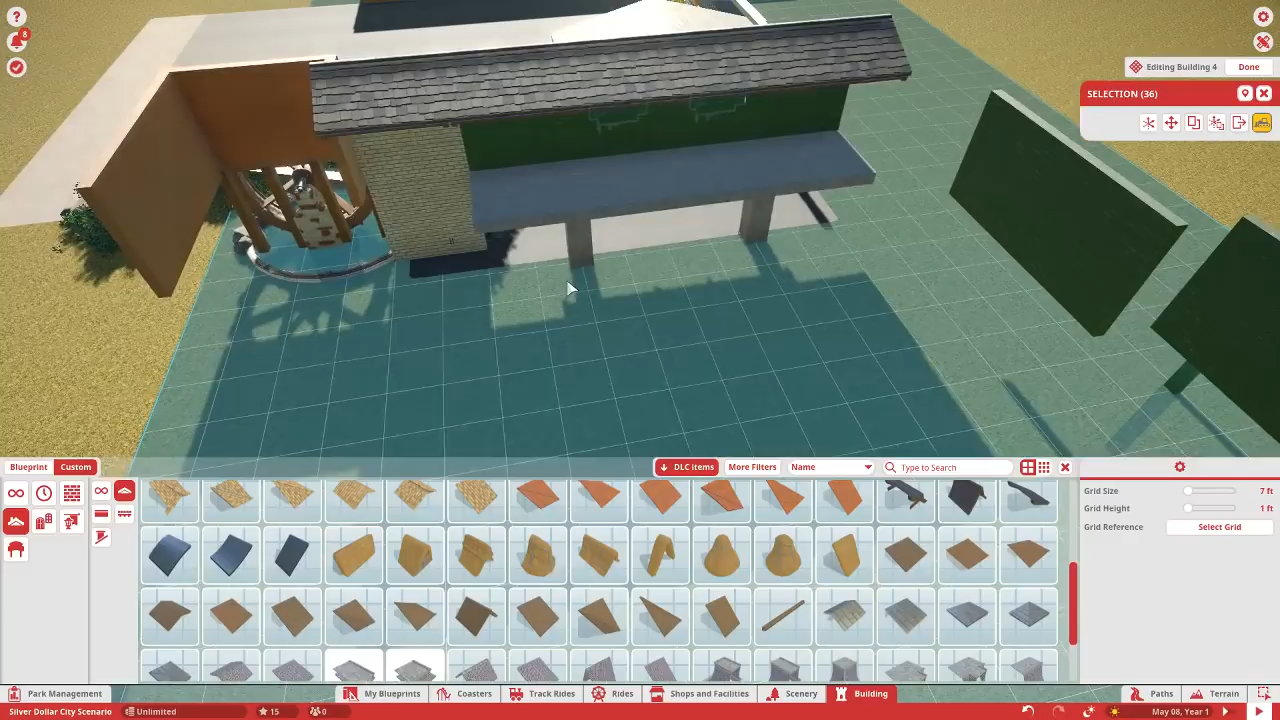 ?
8
Editing Building 4
Done
SELECTION (36)
Blueprint
Custom
DLC items
More Filters
Name
Type to Search
Grid Size
7 ft
Grid Height
1 ft
Grid Reference
Select Grid
Park Management
My Blueprints
Coasters
Track Rides
Rides
Shops and Facilities
Scenery
Building
Paths
Terrain
Silver Dollar City Scenario
Unlimited
15
0
May 08, Year 1